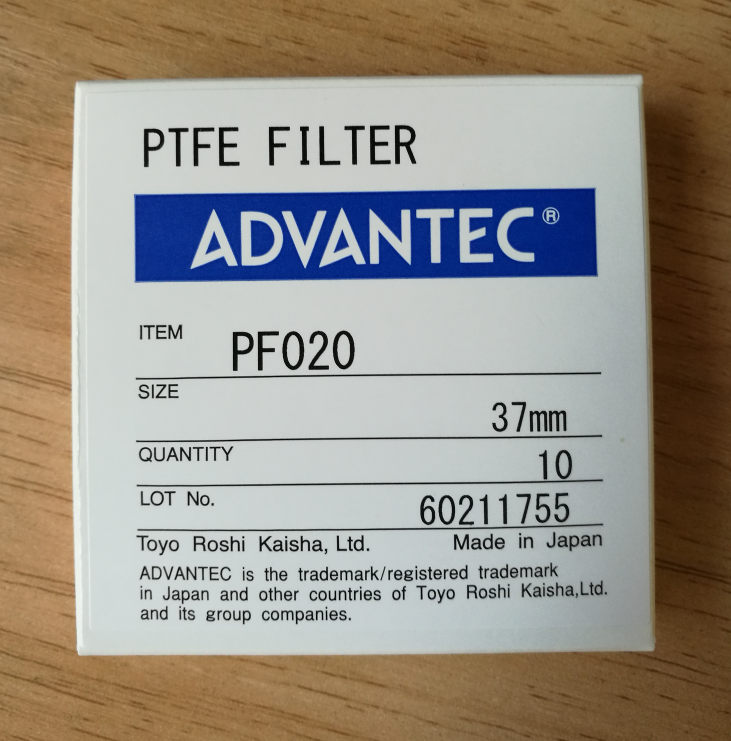 PTFE FILTER
ADVANTEC®
ITEM PF020
SIZE 37mm
QUANTITY 10
LOT No. 60211755
Toyo Roshi Kaisha, Ltd. Made in Japan
ADVANTEC is the trademark/registered trademark
in Japan and other countries of Toyo Roshi Kaisha,Ltd.
and its group companies.